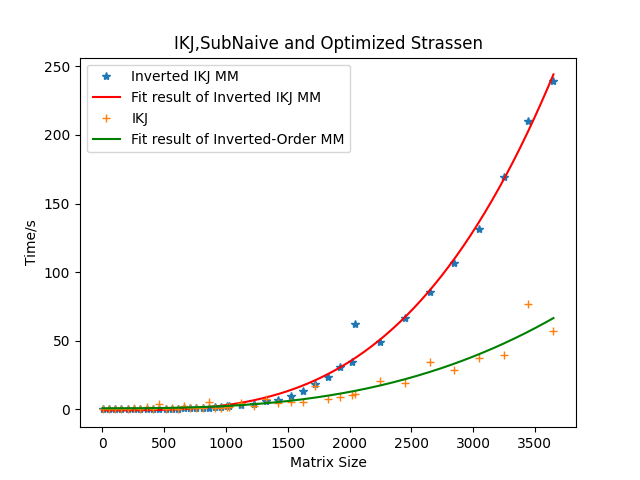 IKJ,SubNaive and Optimized Strassen
Inverted IKJ MM
Fit result of Inverted IKJ MM
IKJ
Fit result of Inverted-Order MM
250
200
150
100
50
0
Time/s
0 500 1000 1500 2000 2500 3000 3500
Matrix Size